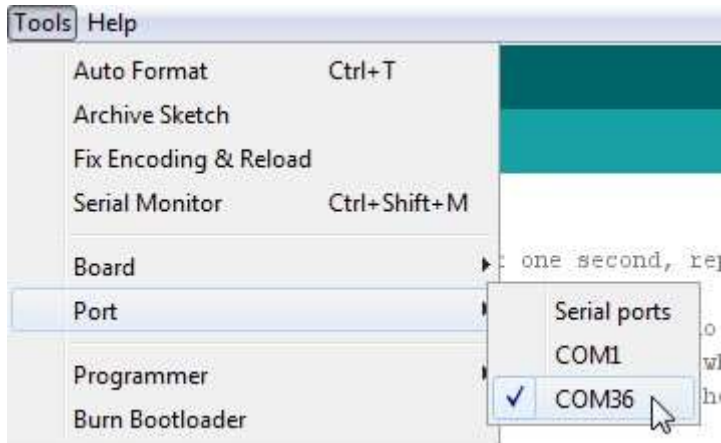 Tools Help
Auto Format Ctrl+T
Archive Sketch
Fix Encoding & Reload
Serial Monitor Ctrl+Shift+M
Board
one second, rep
Port
Serial ports
COM1
COM36
Programmer
Burn Bootloader